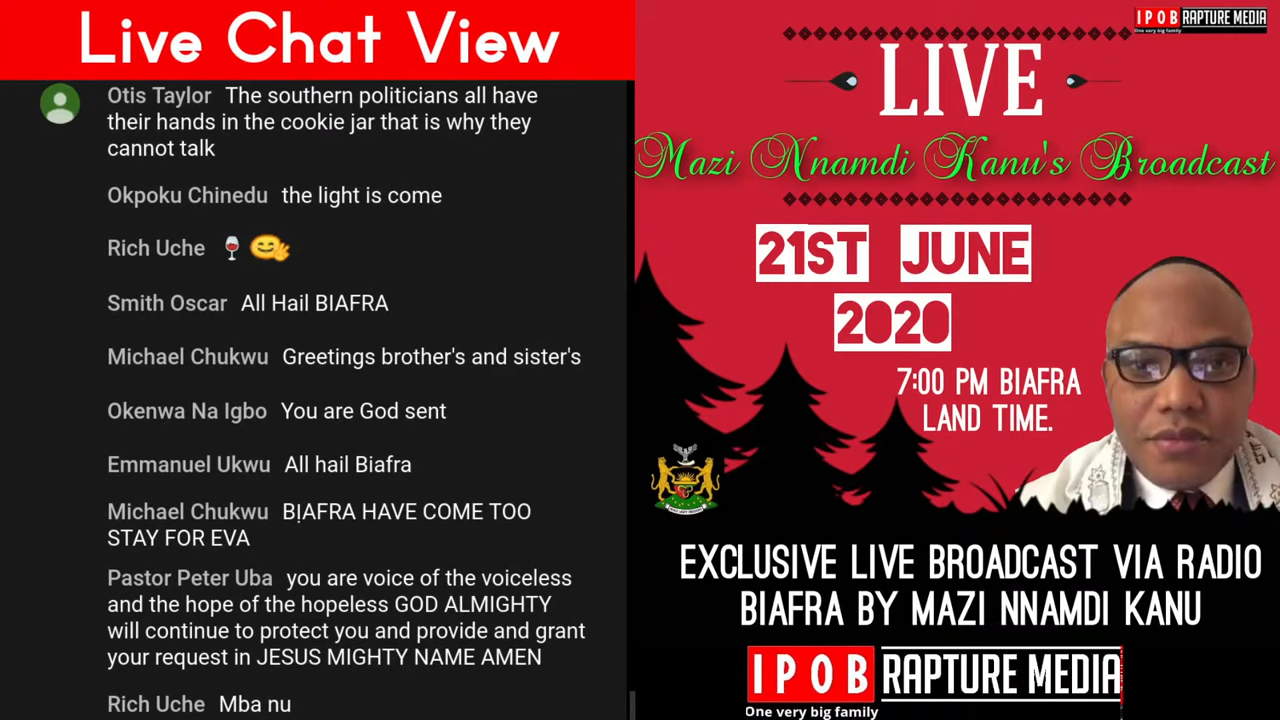 Live Chat View
Otis Taylor The southern politicians all have
their hands in the cookie jar that is why they
cannot talk
Okpoku Chinedu the light is come
Rich Uche 🍷🤗
Smith Oscar All Hail BIAFRA
Michael Chukwu Greetings brother's and sister's
Okenwa Na Igbo You are God sent
Emmanuel Ukwu All hail Biafra
Michael Chukwu BỊAFRA HAVE COME TOO
STAY FOR EVA
Pastor Peter Uba you are voice of the voiceless
and the hope of the hopeless GOD ALMIGHTY
will continue to protect you and provide and grant
your request in JESUS MIGHTY NAME AMEN
Rich Uche Mba nu
IPOB RAPTURE MEDIA
One very big family
LIVE
Mazi Nnamdi Kanu's Broadcast
21ST JUNE
2020
7:00 PM BIAFRA
LAND TIME.
EXCLUSIVE LIVE BROADCAST VIA RADIO
BIAFRA BY MAZI NNAMDI KANU
IPOB RAPTURE MEDIA
One very big family